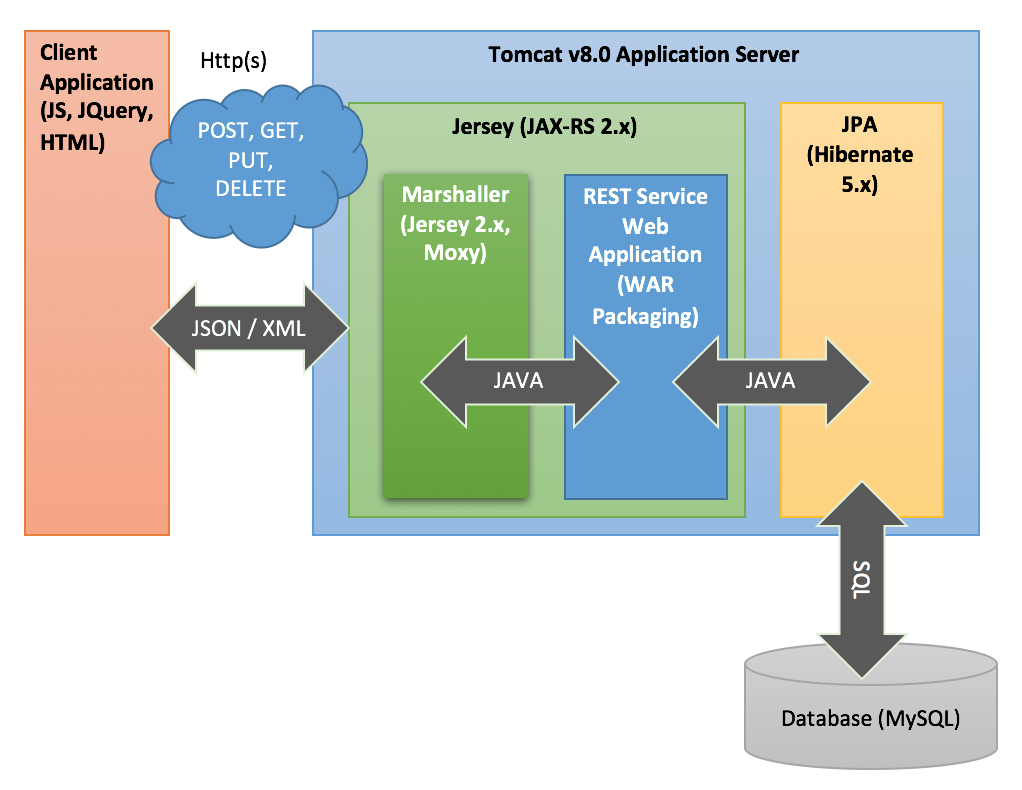 Client
Application
(JS, JQuery,
HTML)
Http(s)
POST, GET,
PUT,
DELETE
JSON / XML
Tomcat v8.0 Application Server
Jersey (JAX-RS 2.x)
Marshaller
(Jersey 2.x,
Moxy)
REST Service
Web
Application
(WAR
Packaging)
JPA
(Hibernate
5.x)
JAVA
JAVA
SQL
Database (MySQL)